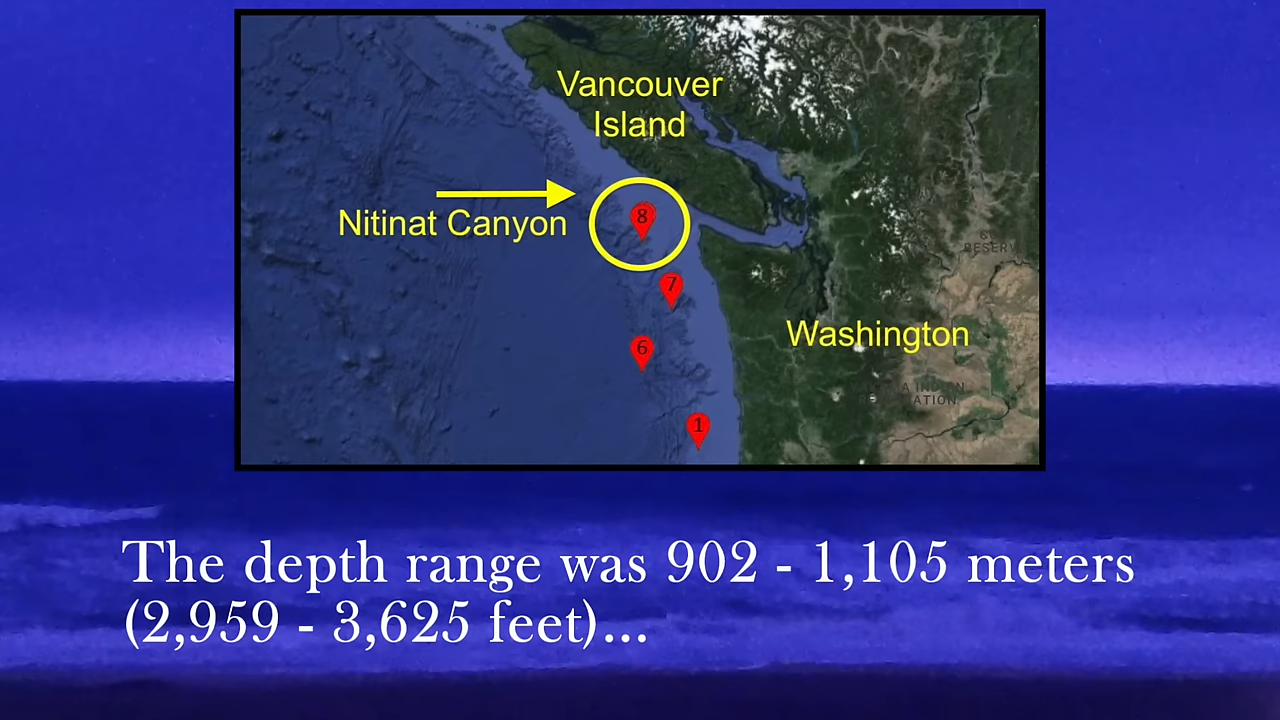 Vancouver
Island
Nitinat Canyon
8
7
6
Washington
1
The depth range was 902 - 1,105 meters
(2,959 - 3,625 feet)...